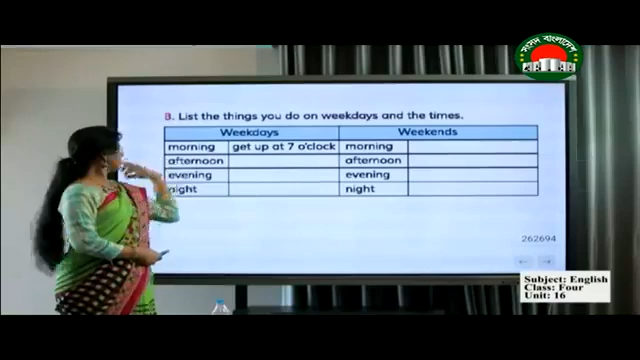 সংসদ বাংলাদেশ
B. List the things you do on weekdays and the times.
Weekdays Weekends
morning get up at 7 o'clock morning
afternoon afternoon
evening evening
night night
262694
Subject: English
Class: Four
Unit: 16